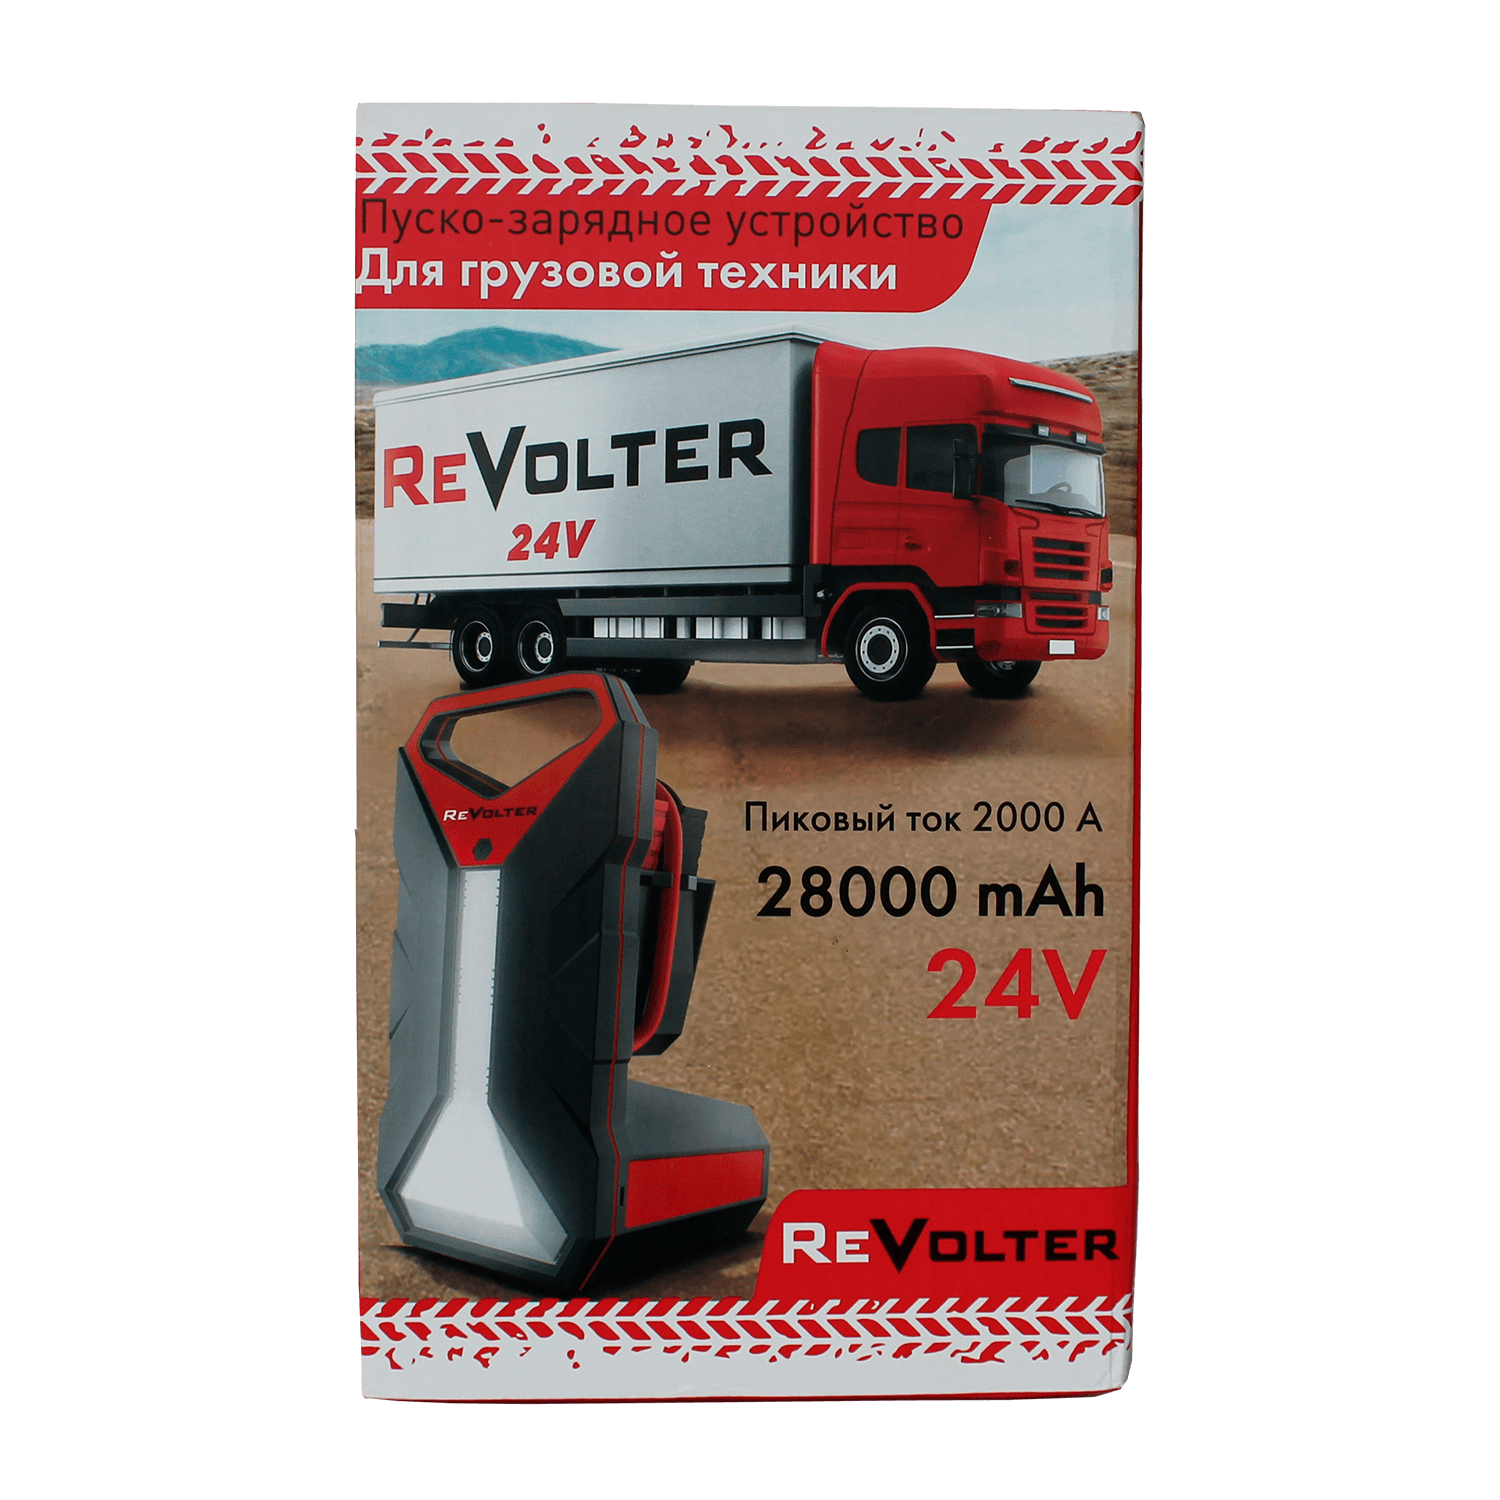 Пуско-зарядное устройство
Для грузовой техники
ReVolter
24V
ReVolter
Пиковый ток 2000 А
28000 mAh
24V
ReVolter